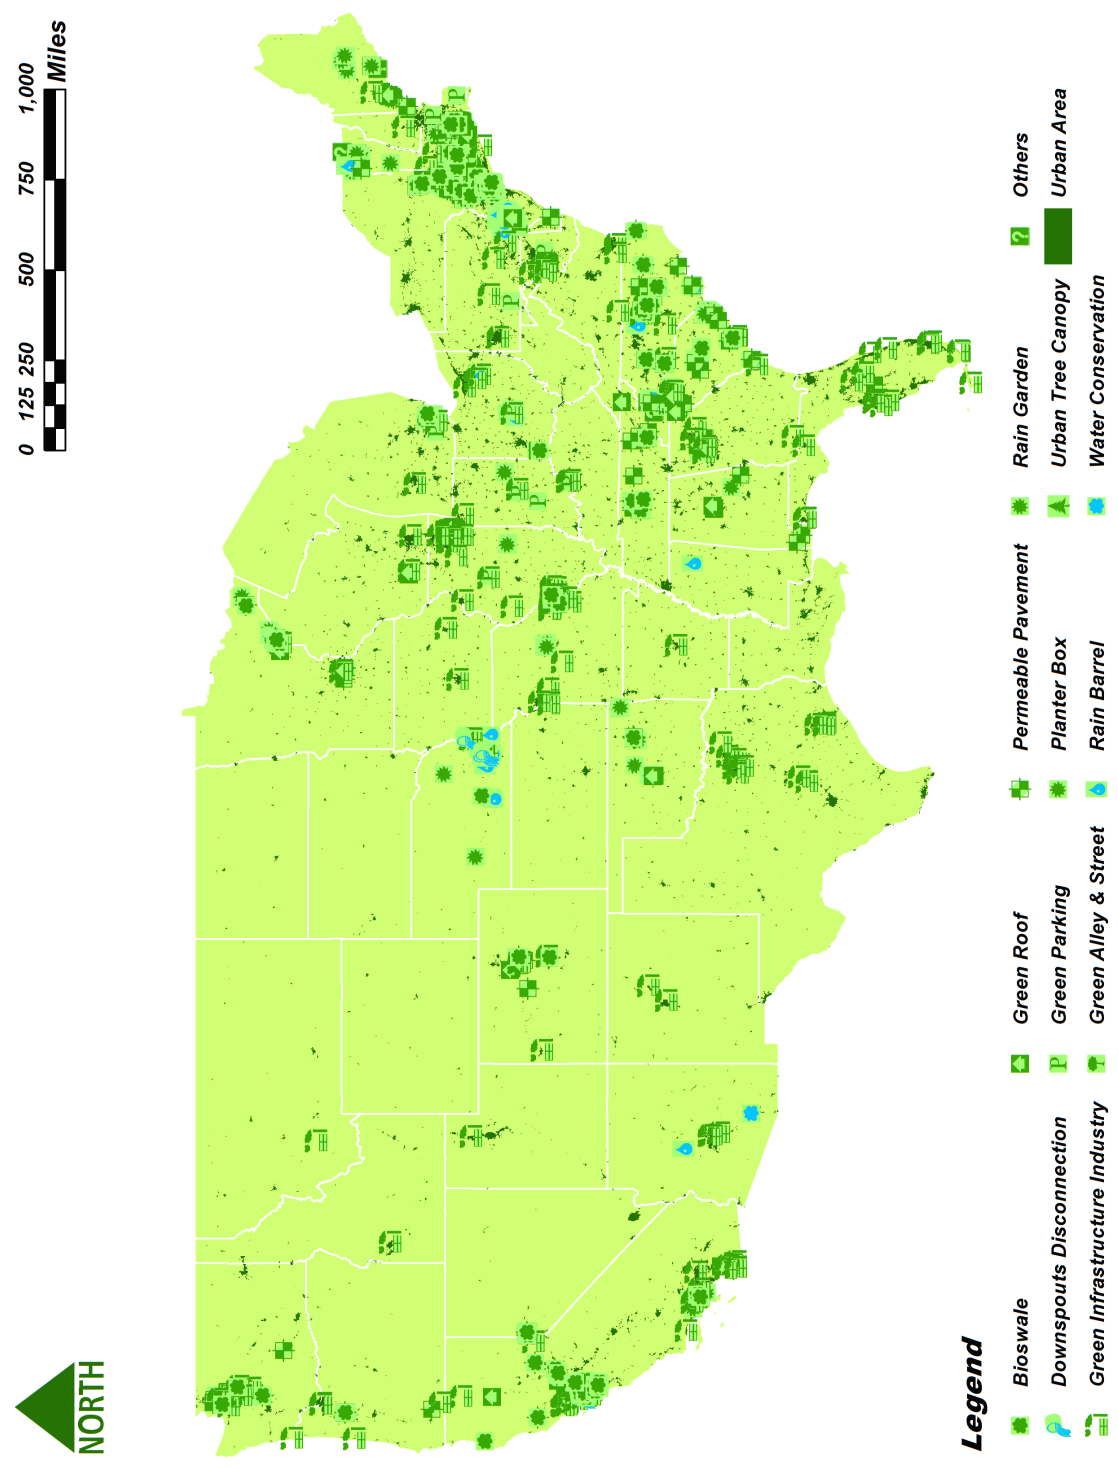 NORTH
0 125 250 500 750 1,000
Miles
Legend
Bioswale
Green Roof
Permeable Pavement
Rain Garden
? Others
Downspouts Disconnection
P Green Parking
Planter Box
Urban Tree Canopy
Urban Area
Green Infrastructure Industry
Green Alley & Street
Rain Barrel
Water Conservation
?
P
P
P